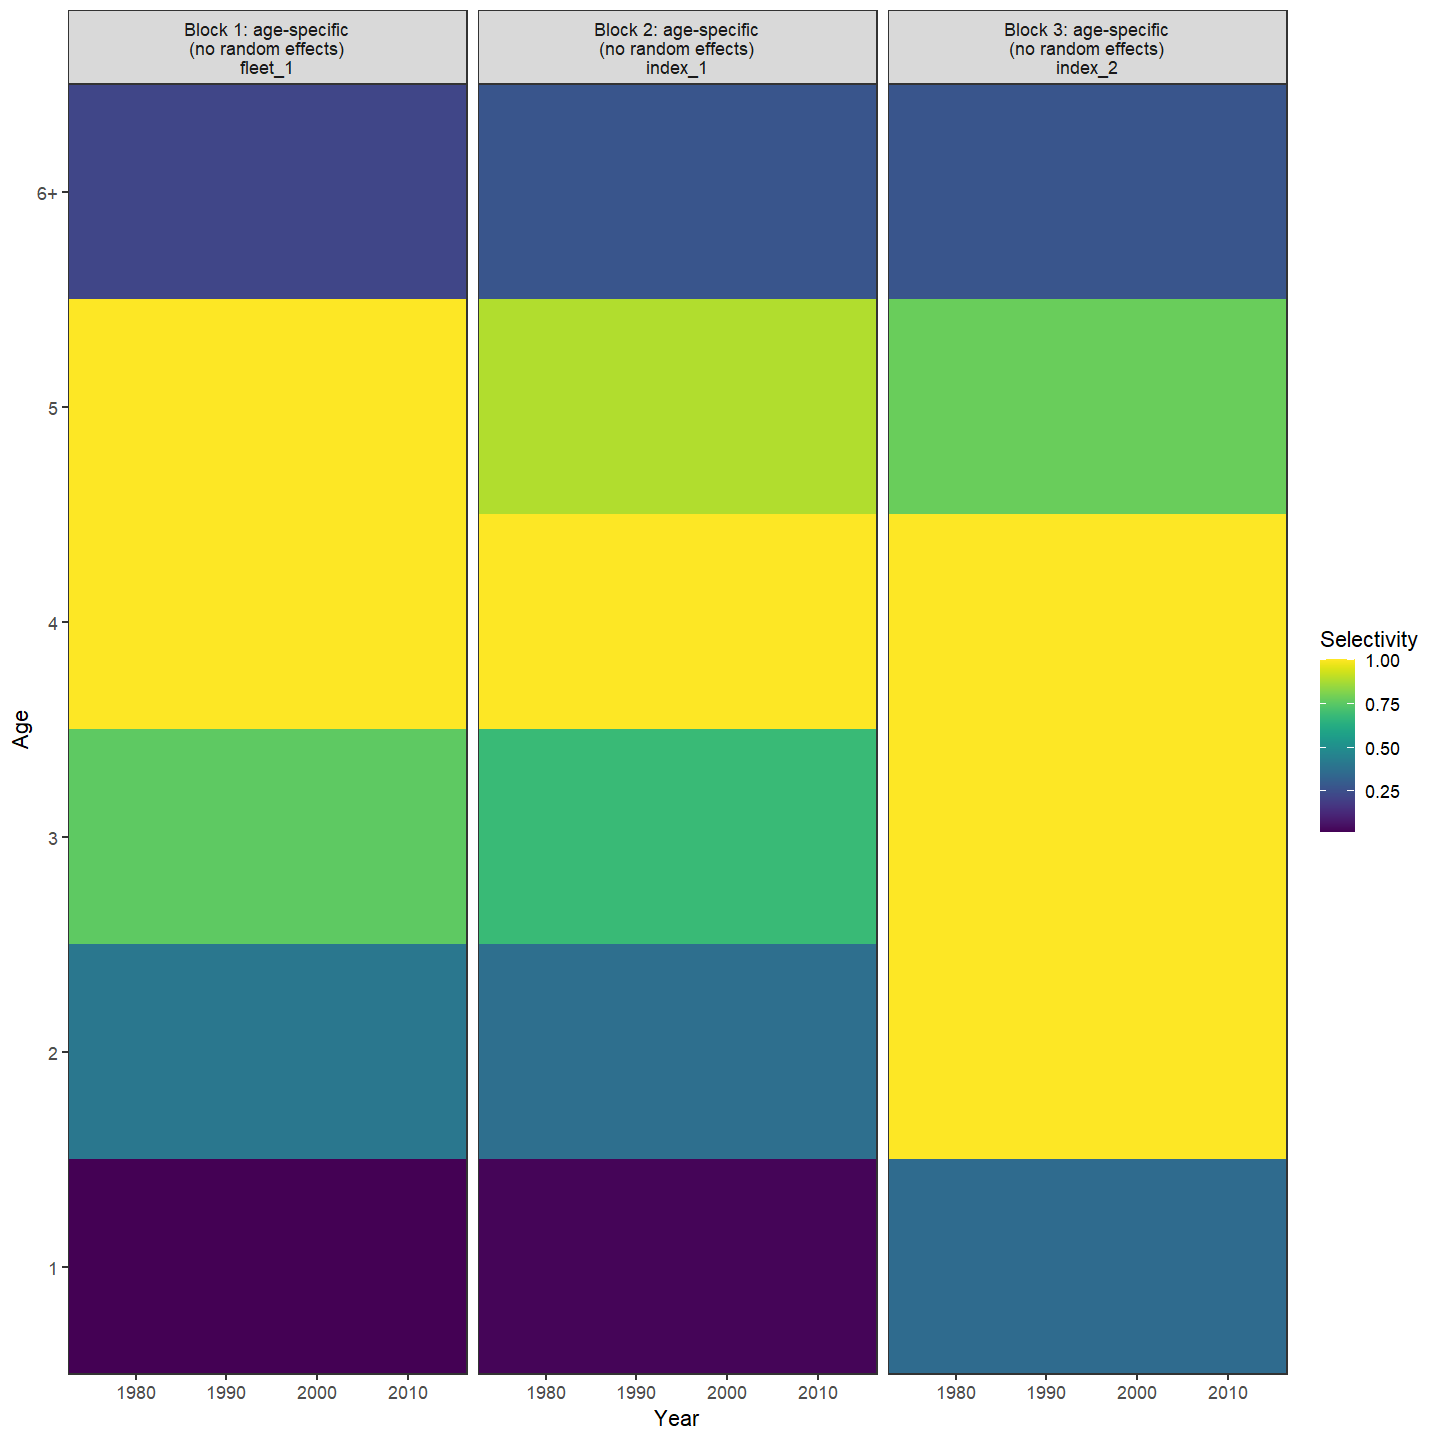 Block 1: age-specific
(no random effects)
fleet_1
Block 2: age-specific
(no random effects)
index_1
Block 3: age-specific
(no random effects)
index_2
Age
6+
5
4
3
2
1
1980 1990 2000 2010
1980 1990 2000 2010
1980 1990 2000 2010
Year
Selectivity
1.00
0.75
0.50
0.25